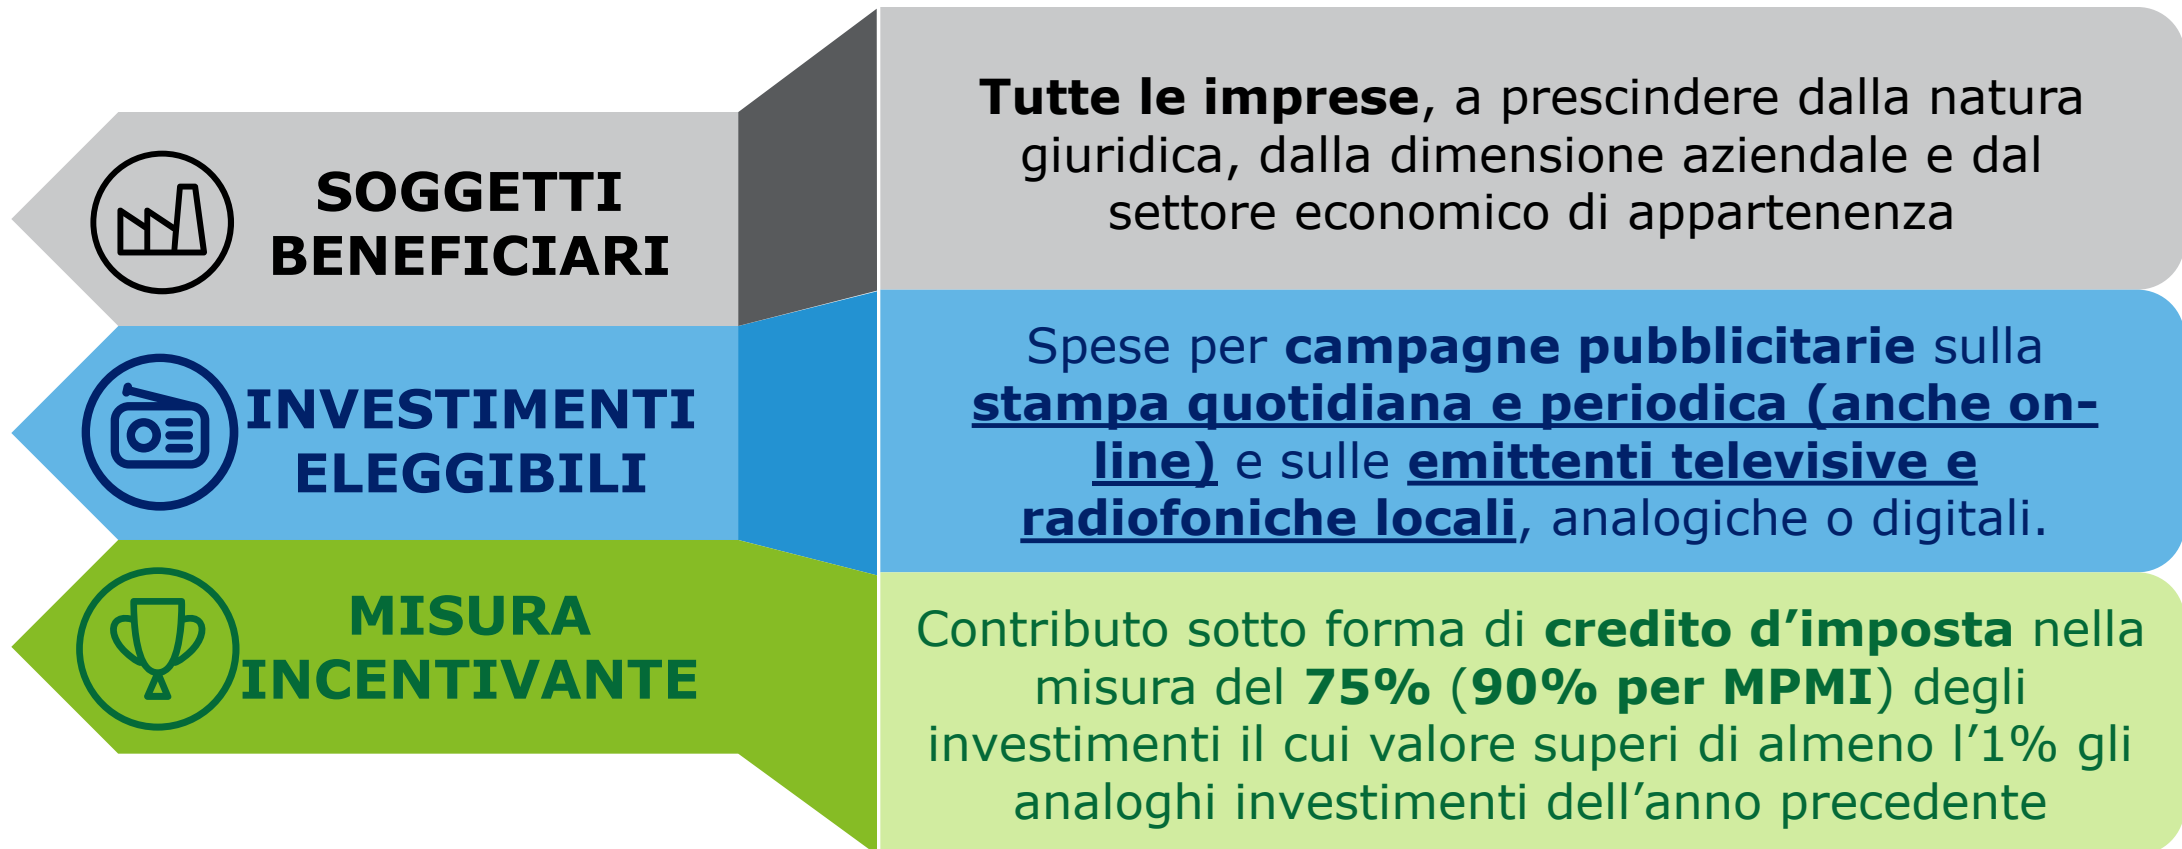 SOGGETTI
BENEFICIARI
Tutte le imprese, a prescindere dalla natura
giuridica, dalla dimensione aziendale e dal
settore economico di appartenenza
INVESTIMENTI
ELEGGIBILI
Spese per campagne pubblicitarie sulla
stampa quotidiana e periodica (anche on-
line) e sulle emittenti televisive e
radiofoniche locali, analogiche o digitali.
MISURA
INCENTIVANTE
Contributo sotto forma di credito d’imposta nella
misura del 75% (90% per MPMI) degli
investimenti il cui valore superi di almeno l’1% gli
analoghi investimenti dell’anno precedente